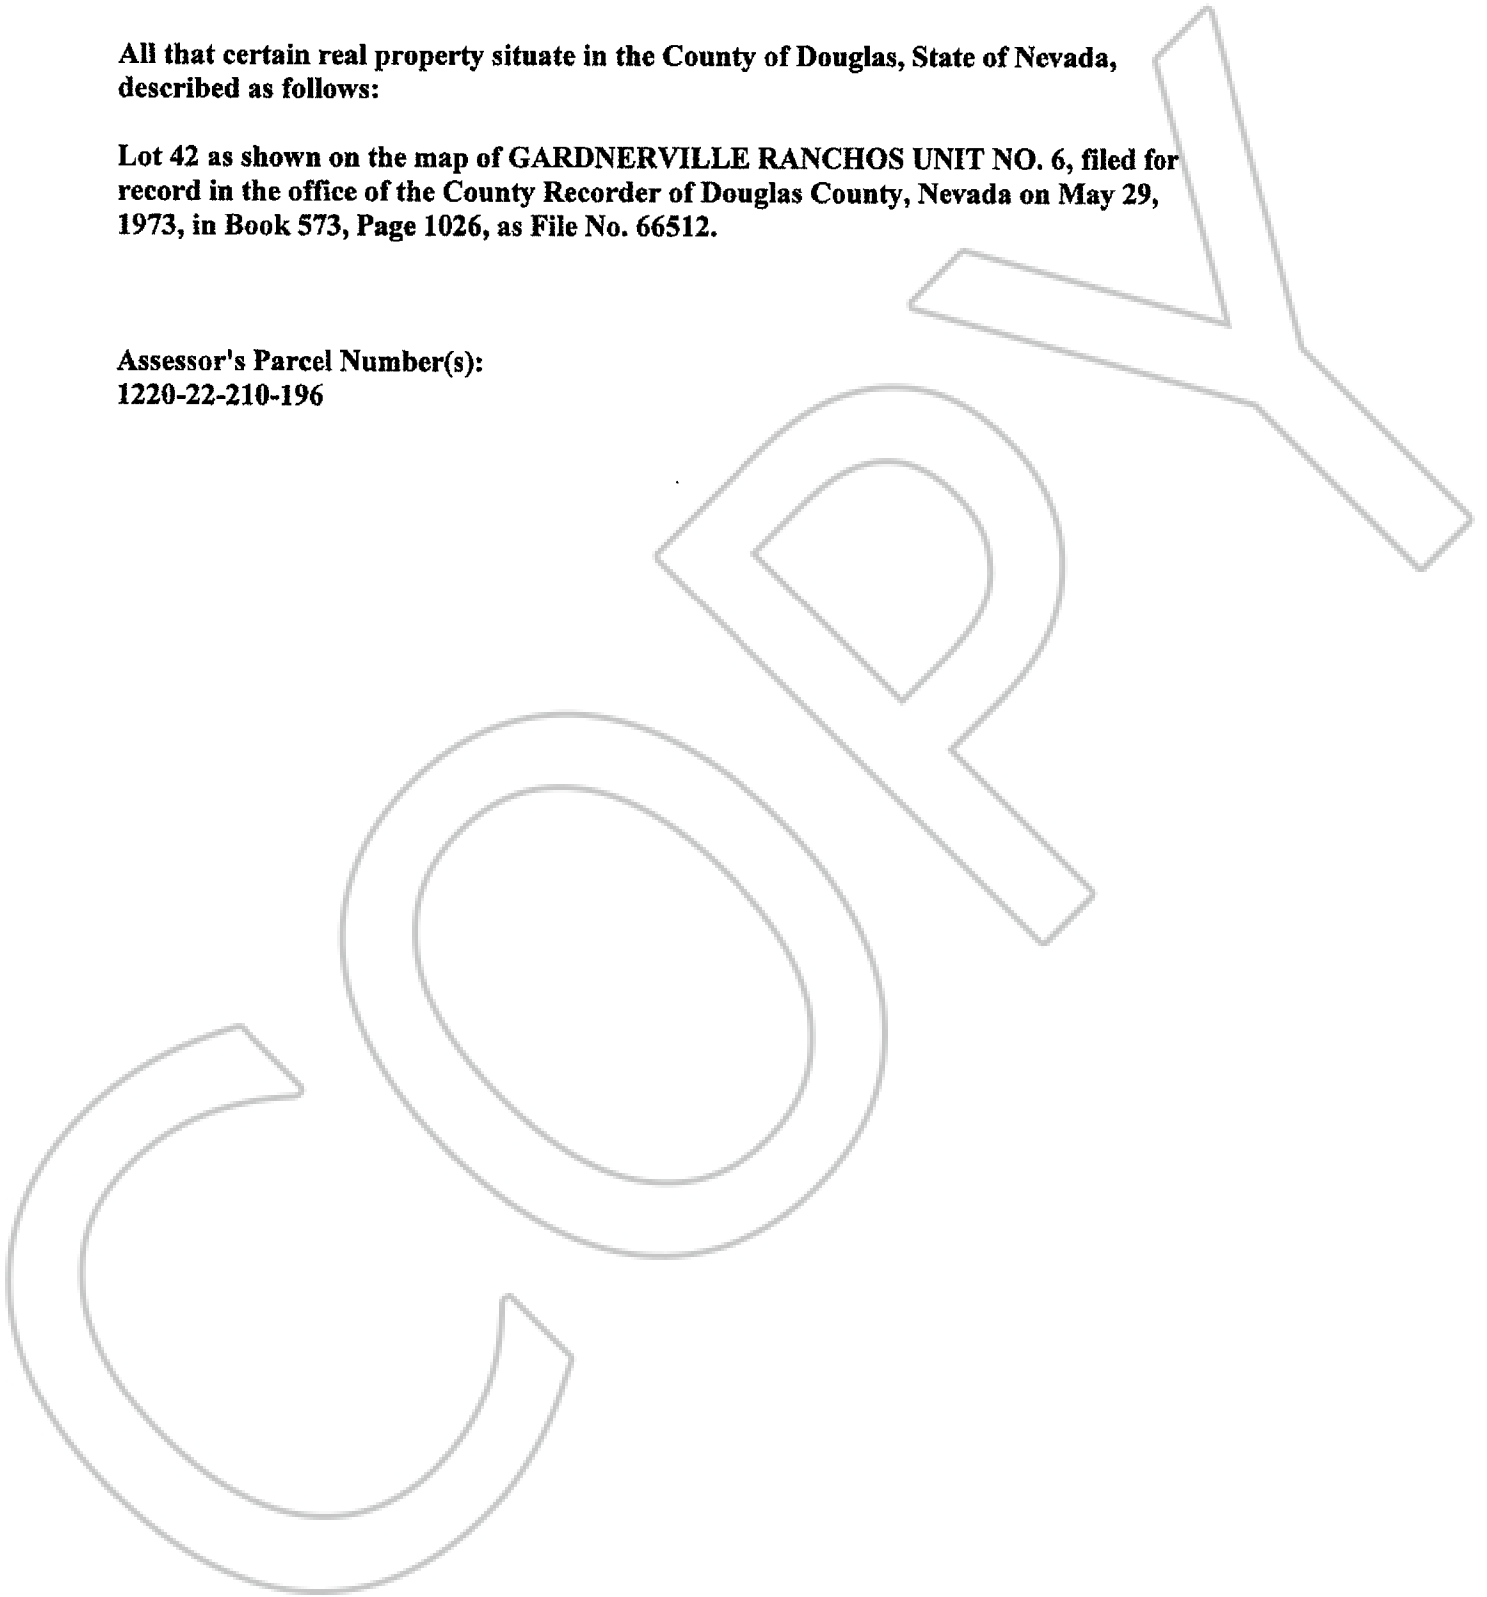 All that certain real property situate in the County of Douglas, State of Nevada,
described as follows:
Lot 42 as shown on the map of GARDNERVILLE RANCHOS UNIT NO. 6, filed for
record in the office of the County Recorder of Douglas County, Nevada on May 29,
1973, in Book 573, Page 1026, as File No. 66512.
Assessor's Parcel Number(s):
1220-22-210-196
COPY